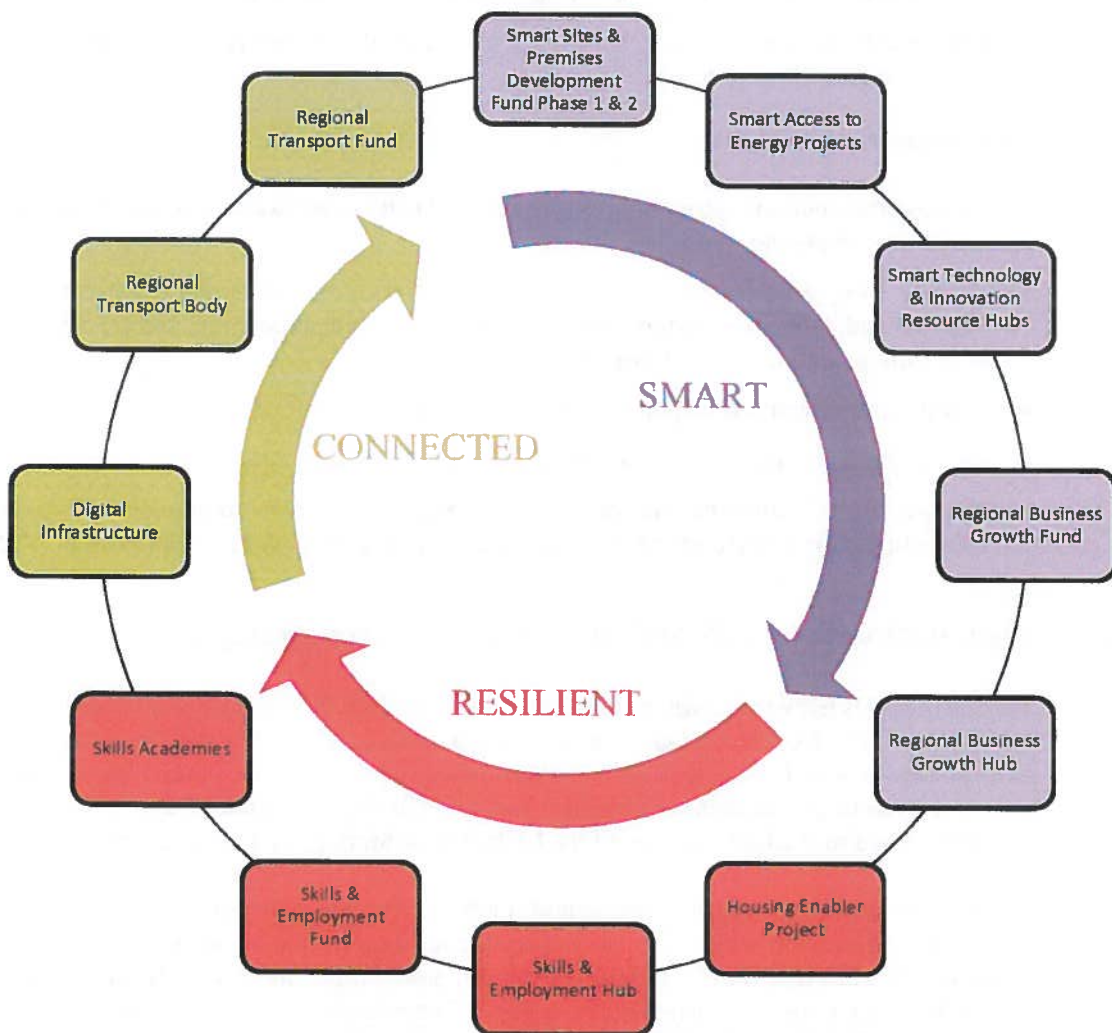 Smart Sites &
Premises
Development
Fund Phase 1 & 2
Smart Access to
Energy Projects
Smart Technology
& Innovation
Resource Hubs
Regional Business
Growth Fund
Regional Business
Growth Hub
Housing Enabler
Project
Skills &
Employment Hub
Skills &
Employment
Fund
Skills Academies
Digital
Infrastructure
Regional
Transport Body
Regional
Transport Fund
SMART
RESILIENT
CONNECTED